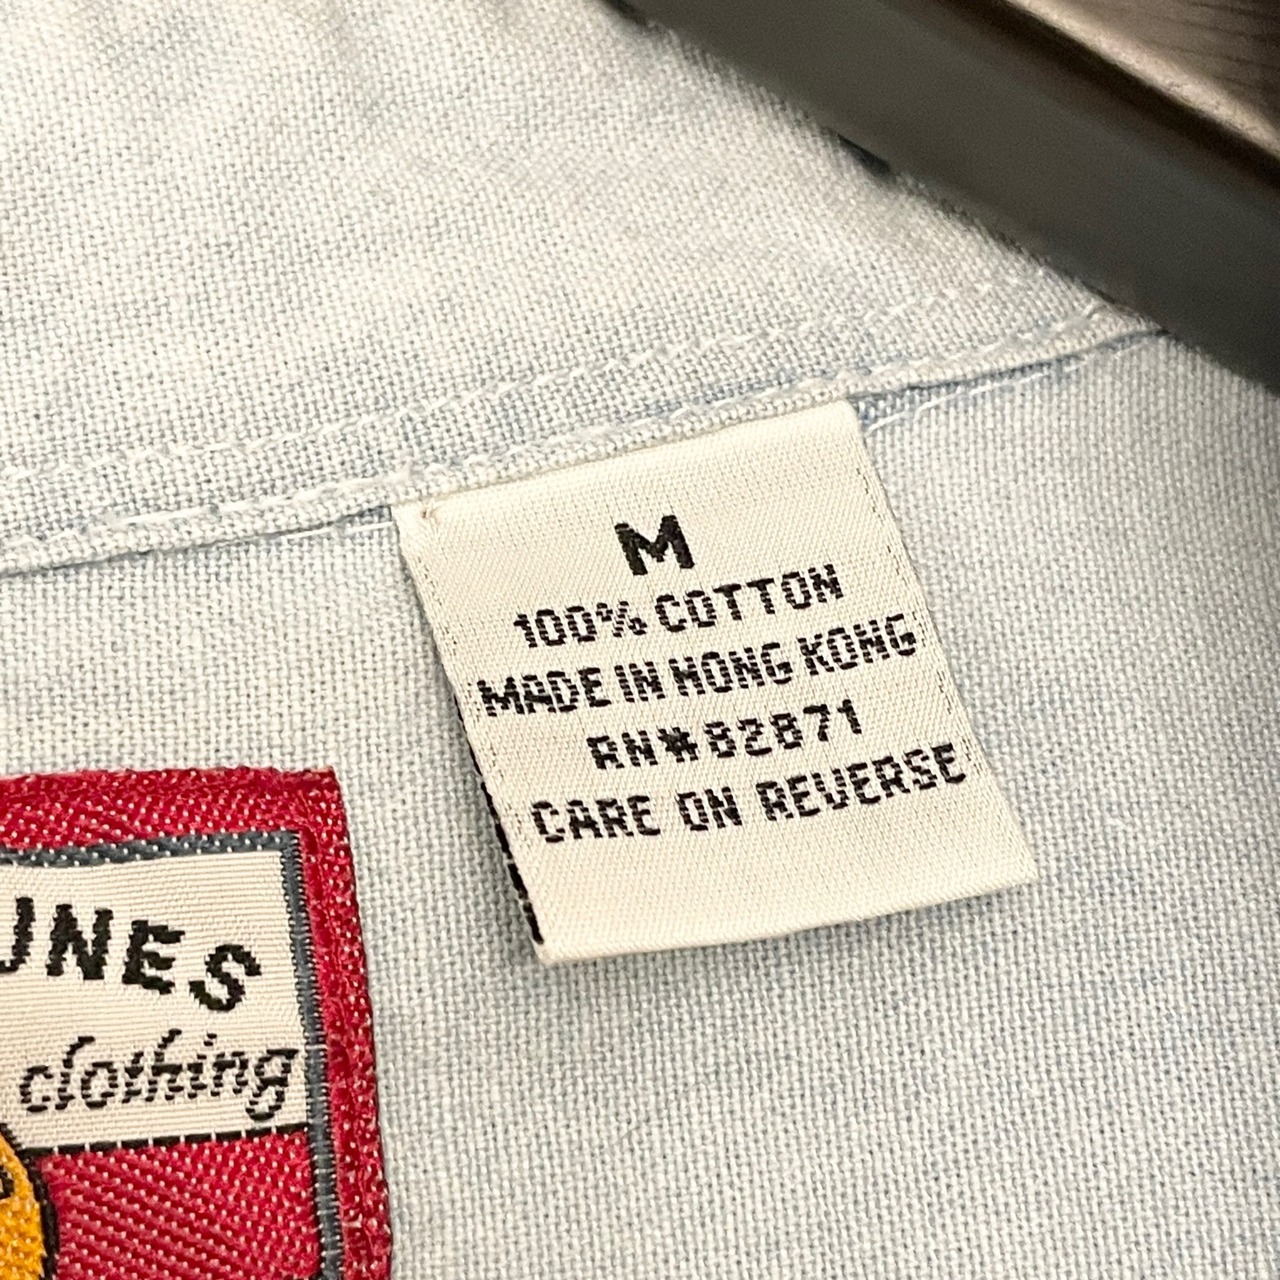 M
100% COTTON
MADE IN HONG KONG
RN#82871
CARE ON REVERSE
UNES
clothing